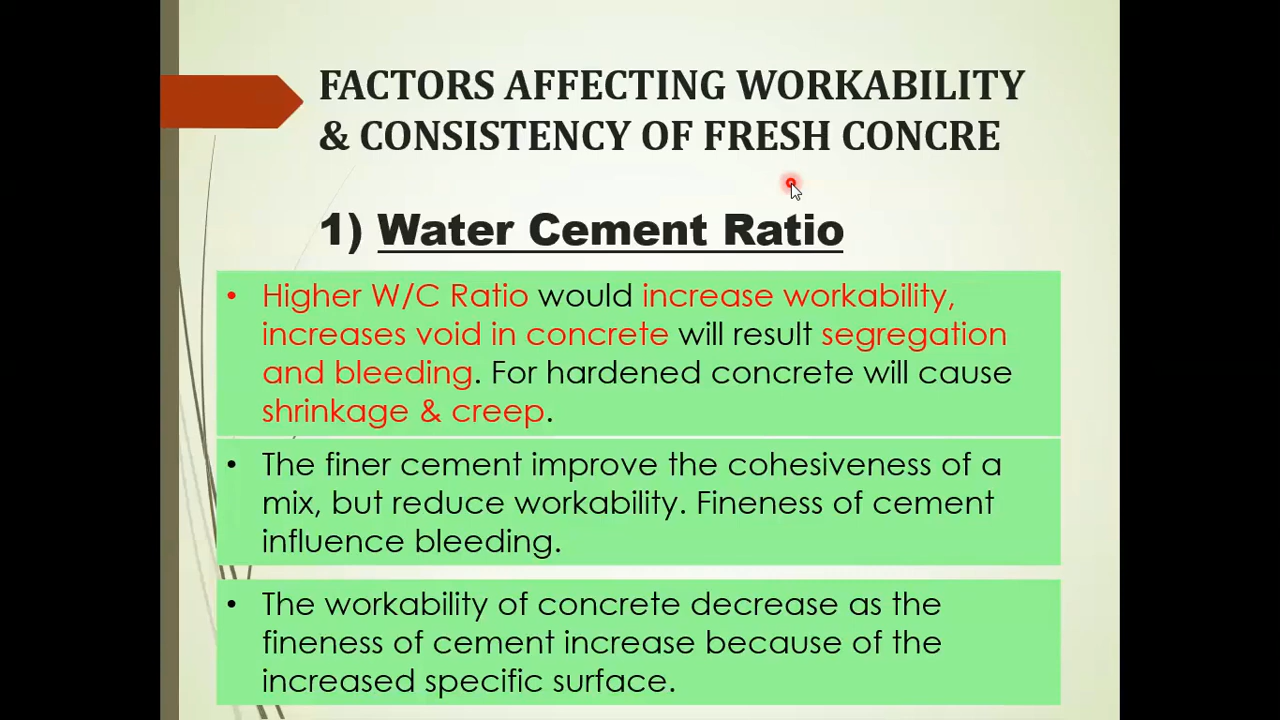 FACTORS AFFECTING WORKABILITY
& CONSISTENCY OF FRESH CONCRE
1) Water Cement Ratio
• Higher W/C Ratio would increase workability,
increases void in concrete will result segregation
and bleeding. For hardened concrete will cause
shrinkage & creep.
• The finer cement improve the cohesiveness of a
mix, but reduce workability. Fineness of cement
influence bleeding.
• The workability of concrete decrease as the
fineness of cement increase because of the
increased specific surface.